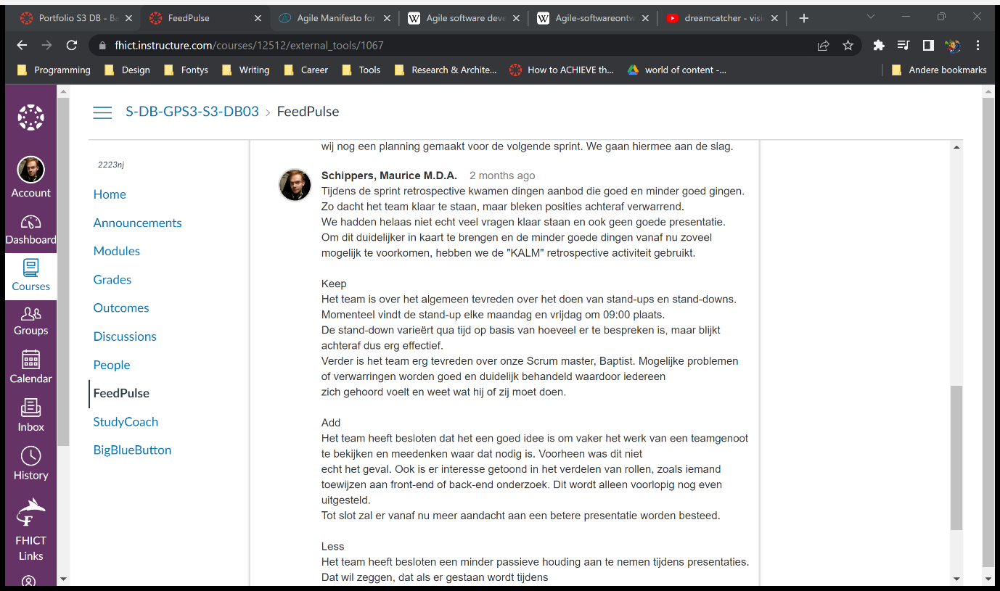 Portfolio S3 DB - Ba
FeedPulse
Agile Manifesto for
W Agile software deve
W Agile-softwareontw
dreamcatcher - visi
fhict.instructure.com/courses/12512/external_tools/1067
Programming
Design
Fontys
Writing
Career
Tools
Research & Archite...
How to ACHIEVE th...
world of content -...
Andere bookmarks
Account
Dashboard
Courses
Groups
Calendar
Inbox
History
FHICT
Links
S-DB-GPS3-S3-DB03 > FeedPulse
2223nj
Home
Announcements
Modules
Grades
Outcomes
Discussions
People
FeedPulse
StudyCoach
BigBlueButton
wij nog een planning gemaakt voor de volgende sprint. We gaan hiermee aan de slag.
Schippers, Maurice M.D.A. 2 months ago
Tijdens de sprint retrospective kwamen dingen aanbod die goed en minder goed gingen.
Zo dacht het team klaar te staan, maar bleken posities achteraf verwarrend.
We hadden helaas niet echt veel vragen klaar staan en ook geen goede presentatie.
Om dit duidelijker in kaart te brengen en de minder goede dingen vanaf nu zoveel
mogelijk te voorkomen, hebben we de "KALM" retrospective activiteit gebruikt.
Keep
Het team is over het algemeen tevreden over het doen van stand-ups en stand-downs.
Momenteel vindt de stand-up elke maandag en vrijdag om 09:00 plaats.
De stand-down varieërt qua tijd op basis van hoeveel er te bespreken is, maar blijkt
achteraf dus erg effectief.
Verder is het team erg tevreden over onze Scrum master, Baptist. Mogelijke problemen
of verwarringen worden goed en duidelijk behandeld waardoor iedereen
zich gehoord voelt en weet wat hij of zij moet doen.
Add
Het team heeft besloten dat het een goed idee is om vaker het werk van een teamgenoot
te bekijken en meedenken waar dat nodig is. Voorheen was dit niet
echt het geval. Ook is er interesse getoond in het verdelen van rollen, zoals iemand
toewijzen aan front-end of back-end onderzoek. Dit wordt alleen voorlopig nog even
uitgesteld.
Tot slot zal er vanaf nu meer aandacht aan een betere presentatie worden besteed.
Less
Het team heeft besloten een minder passieve houding aan te nemen tijdens presentaties.
Dat wil zeggen, dat als er gestaan wordt tijdens